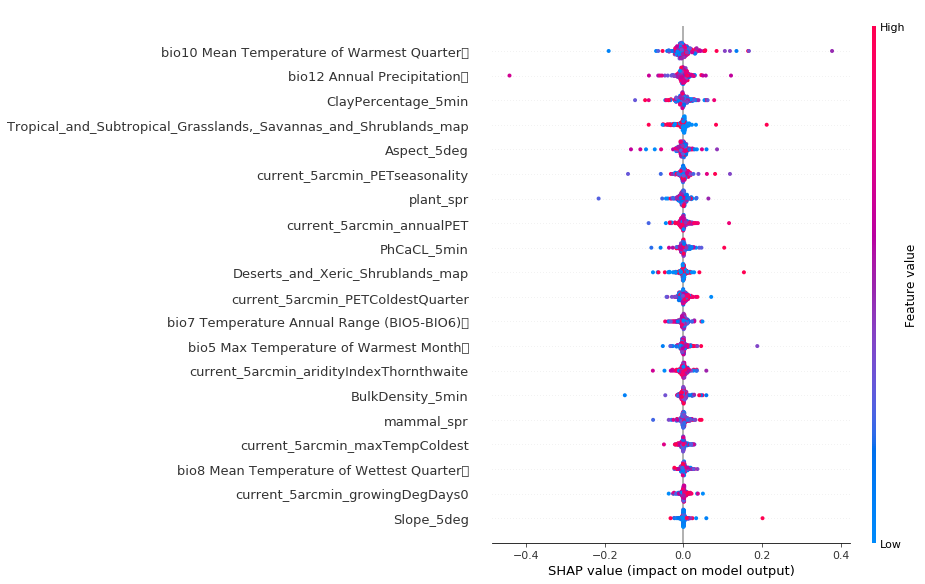 High
bio10 Mean Temperature of Warmest Quarter
bio12 Annual Precipitation
ClayPercentage_5min
Tropical_and_Subtropical_Grasslands,_Savannas_and_Shrublands_map
Aspect_5deg
current_5arcmin_PETseasonality
plant_spr
current_5arcmin_annualPET
PhCaCL_5min
Deserts_and_Xeric_Shrublands_map
current_5arcmin_PETColdestQuarter
bio7 Temperature Annual Range (BIO5-BIO6)
bio5 Max Temperature of Warmest Month
current_5arcmin_aridityIndexThornthwaite
BulkDensity_5min
mammal_spr
current_5arcmin_maxTempColdest
bio8 Mean Temperature of Wettest Quarter
current_5arcmin_growingDegDays0
Slope_5deg
Feature value
Low
−0.4 −0.2 0.0 0.2 0.4
SHAP value (impact on model output)